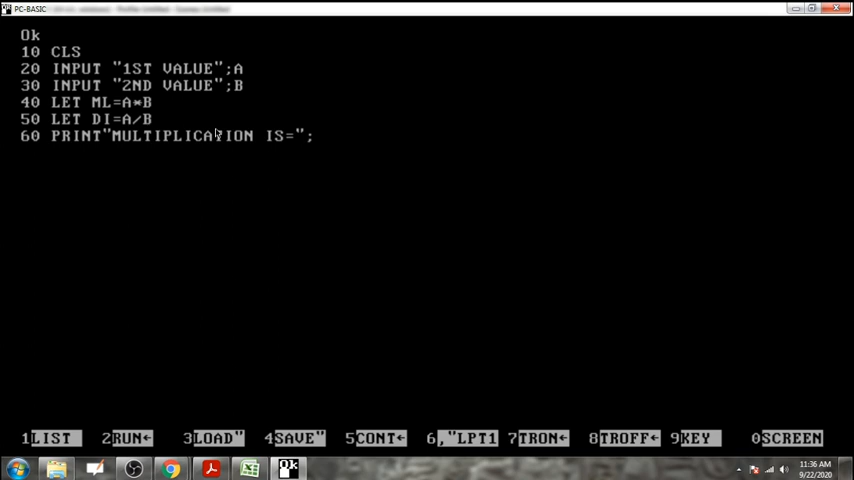 PC-BASIC
Ok
10 CLS
20 INPUT "1ST VALUE";A
30 INPUT "2ND VALUE";B
40 LET ML=A*B
50 LET DI=A/B
60 PRINT"MULTIPLICATION IS=";
1LIST 2RUN← 3LOAD" 4SAVE" 5CONT← 6,"LPT1 7TRON← 8TROFF← 9KEY 0SCREEN
Ok
11:36 AM
9/22/2020